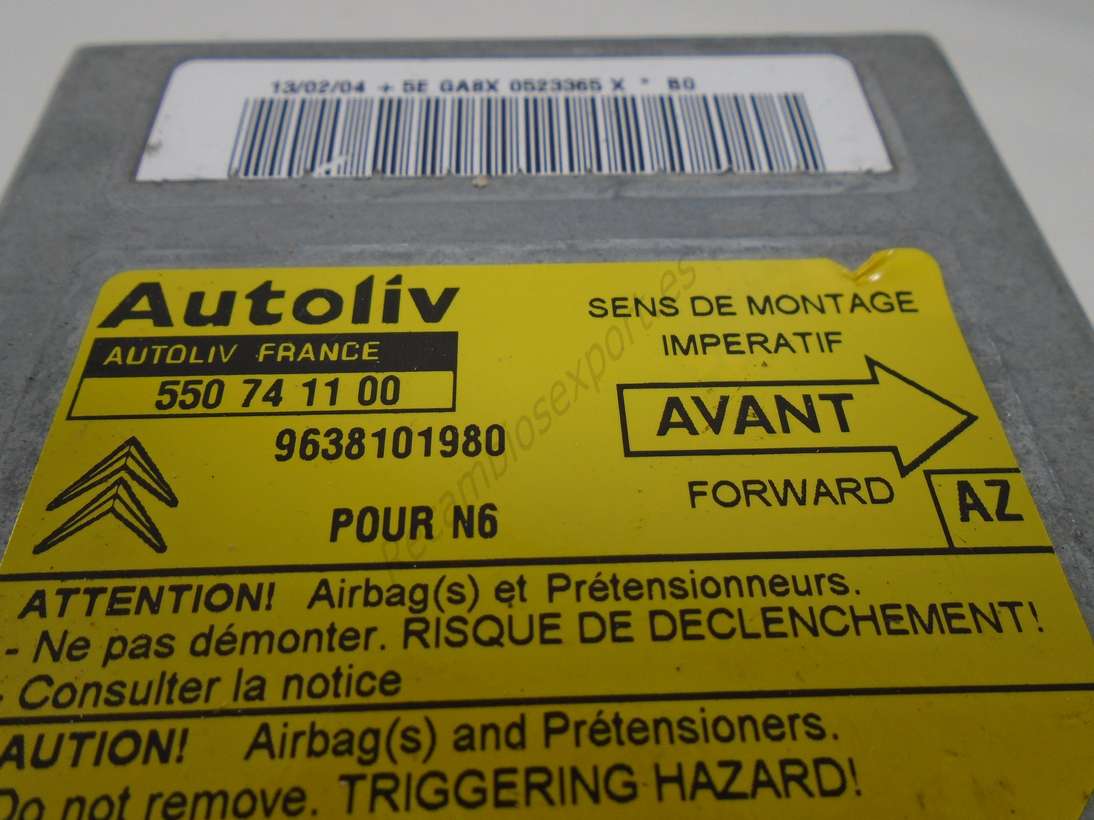 13/02/04 + 5E GA8X 0523365 X * B0
Autoliv
AUTOLIV FRANCE
550 74 11 00
9638101980
POUR N6
SENS DE MONTAGE
IMPERATIF
AVANT
FORWARD
AZ
ATTENTION! Airbag(s) et Prétensionneurs.
- Ne pas démonter. RISQUE DE DECLENCHEMENT!
- Consulter la notice
AUTION! Airbag(s) and Prétensioners.
Do not remove. TRIGGERING HAZARD!
Recambiosexportes.es